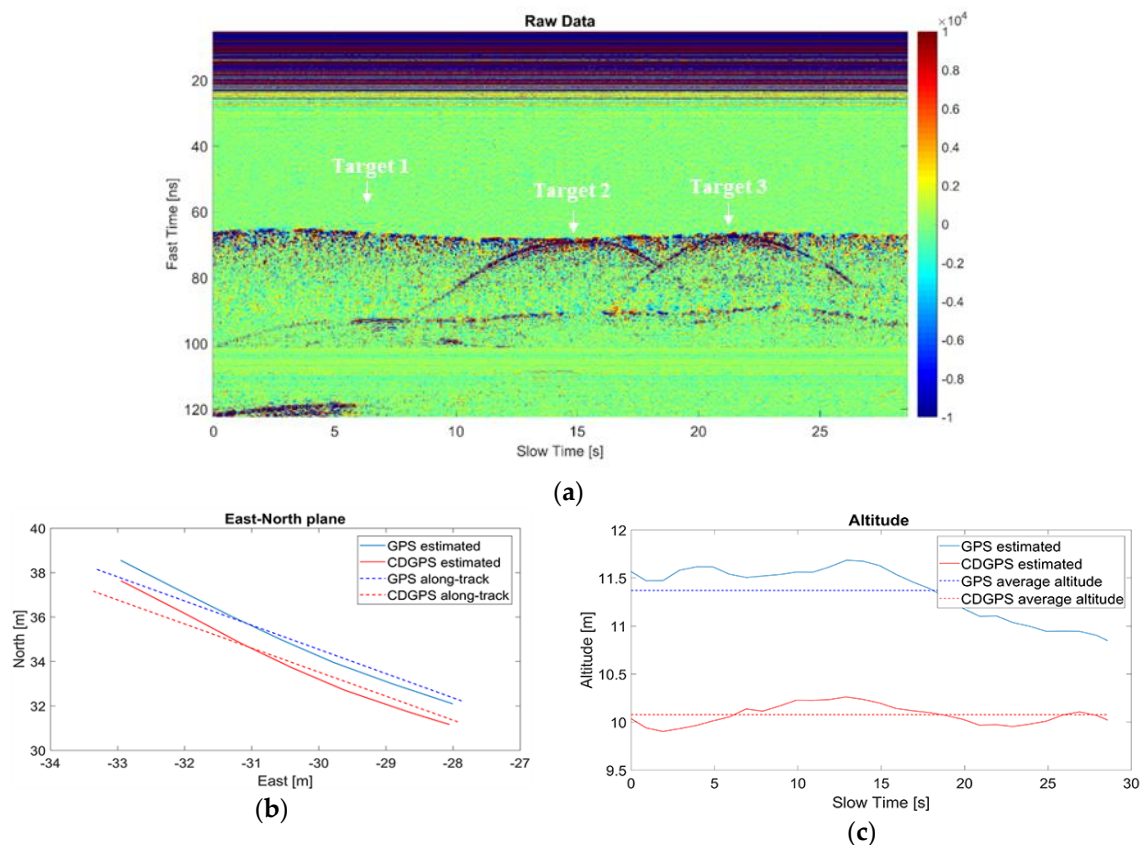 Raw Data
×10⁴
Fast Time [ns]
20
40
60
80
100
120
Target 1
Target 2
Target 3
1
0.8
0.6
0.4
0.2
0
-0.2
-0.4
-0.6
-0.8
-1
0 5 10 15 20 25
Slow Time [s]
(a)
East-North plane
North [m]
40
38
36
34
32
30
GPS estimated
CDGPS estimated
GPS along-track
CDGPS along-track
-34 -33 -32 -31 -30 -29 -28 -27
East [m]
(b)
Altitude
Altitude [m]
12
11.5
11
10.5
10
9.5
GPS estimated
CDGPS estimated
GPS average altitude
CDGPS average altitude
0 5 10 15 20 25 30
Slow Time [s]
(c)